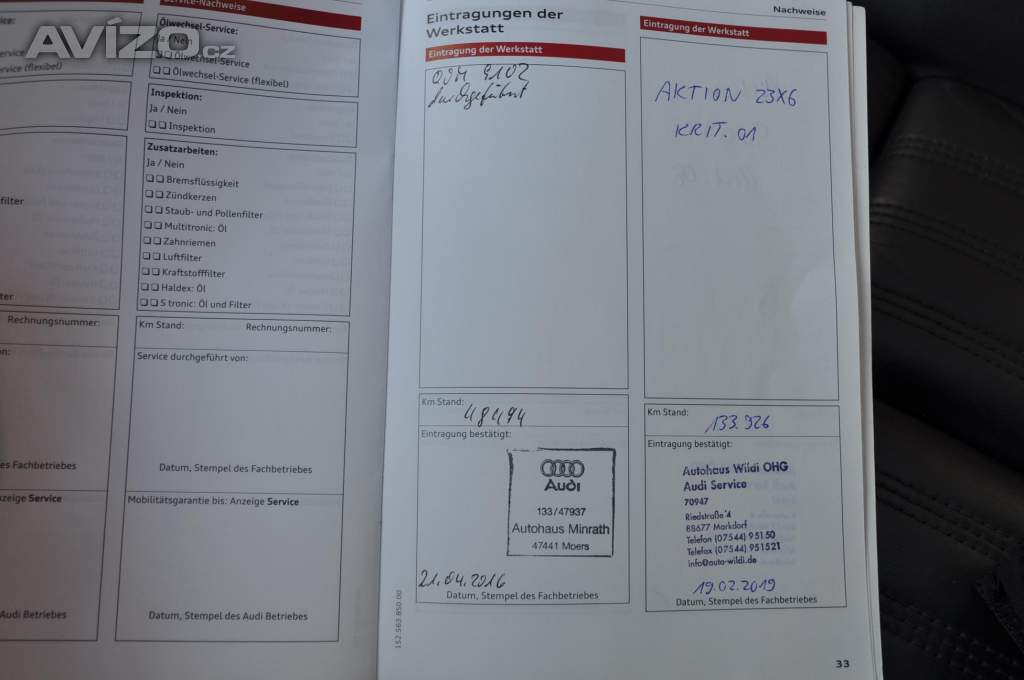 Service-Nachweise
Nachweise
AVÍZO.cz
service (flexibel)
filter
Rechnungsnummer:
Anzeige Service
Audi Betriebes
Ölwechsel-Service:
Ja / Nein
Ölwechsel-Service
Ölwechsel-Service (flexibel)
Inspektion:
Ja / Nein
Inspektion
Zusatzarbeiten:
Ja / Nein
Bremsflüssigkeit
Zündkerzen
Staub- und Pollenfilter
Multitronic: Öl
Zahnriemen
Luftfilter
Kraftstofffilter
Haldex: Öl
S tronic: Öl und Filter
Km Stand: Rechnungsnummer:
Service durchgeführt von:
Datum, Stempel des Fachbetriebes
Mobilitätsgarantie bis: Anzeige Service
Datum, Stempel des Audi Betriebes
Eintragungen der
Werkstatt
Eintragung der Werkstatt
durchgeführt
Km Stand:
48494
Eintragung bestätigt:
Audi
133/47937
Autohaus Minrath
47441 Moers
21.04.2016
Datum, Stempel des Fachbetriebes
152.563.850.00
Eintragung der Werkstatt
AKTION 23X6
KRIT. 01
Km Stand:
133.926
Eintragung bestätigt:
Autohaus Wildi OHG
Audi Service
70947
Riedstraße 4
88677 Markdorf
Telefon (07544) 95150
Telefax (07544) 951521
info@auto-wildi.de
19.02.2019
Datum, Stempel des Fachbetriebes
33